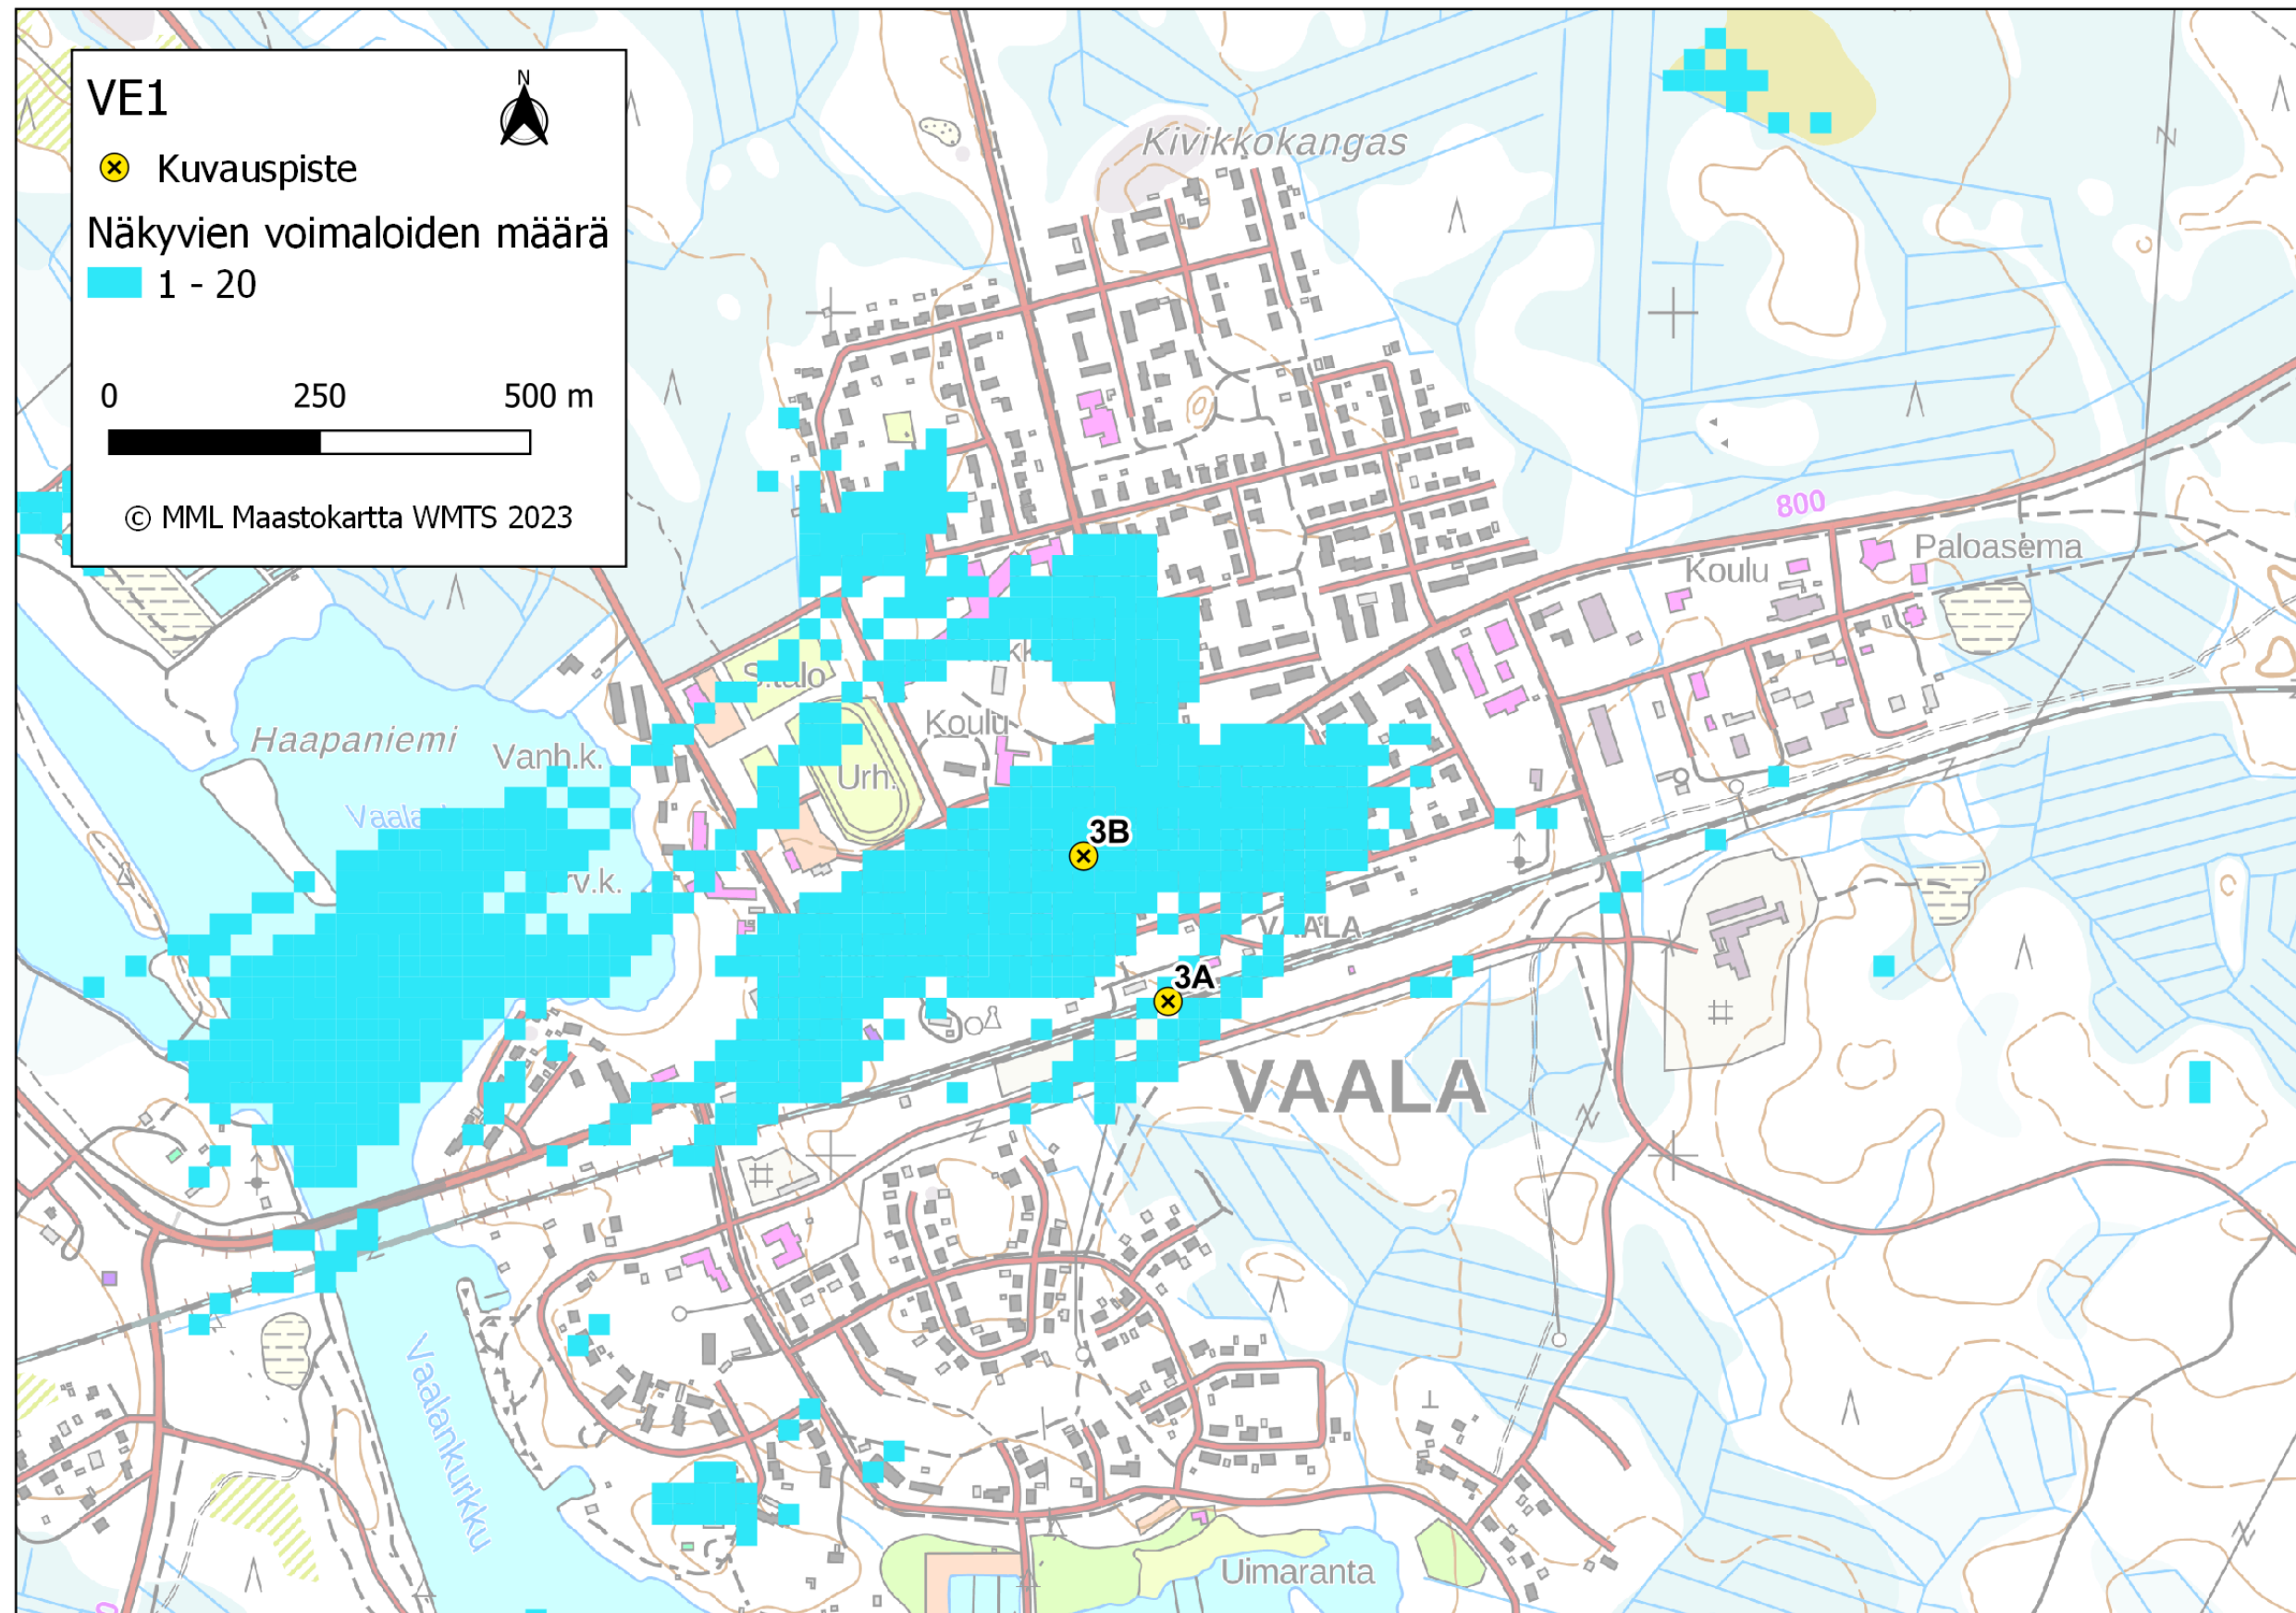 VE1
N
Kuvauspiste
Näkyvien voimaloiden määrä
1 - 20
0 250 500 m
© MML Maastokartta WMTS 2023
Kivikkokangas
800
Paloasema
Koulu
Koulu
Haapaniemi
Vanh.k.
Urh.
3B
VAALA
3A
VAALA
Vaalankurkku
Uimaranta